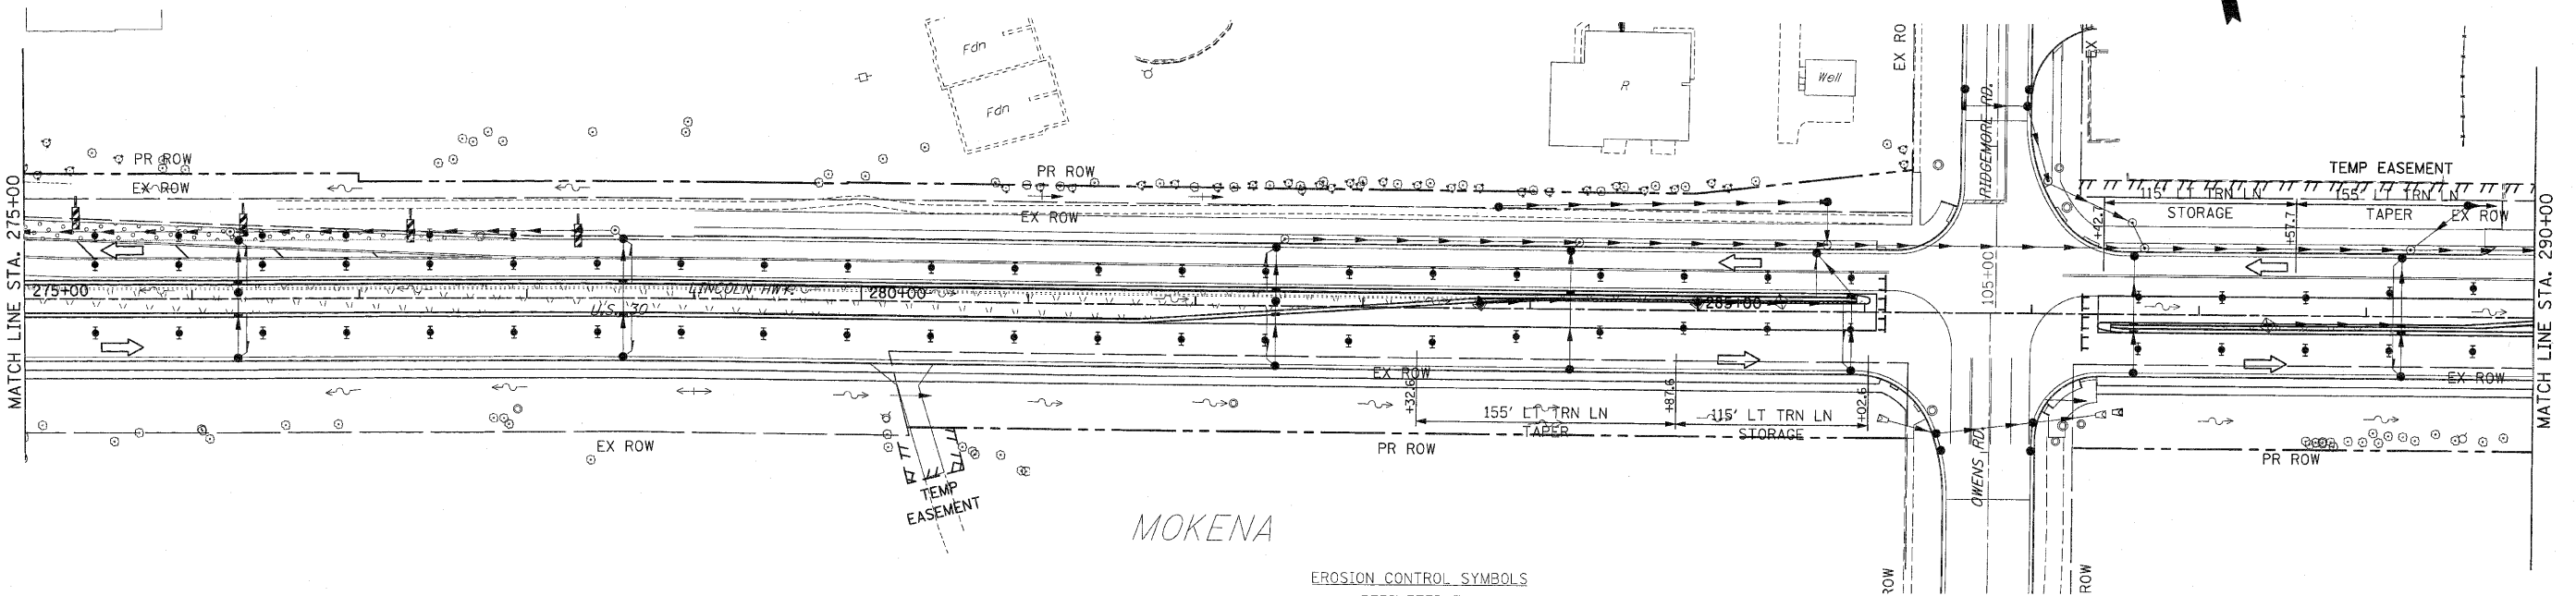 Fdn
Fdn
R
Well
EX RO
RIDGEMORE RD.
EX
PR ROW
EX ROW
PR ROW
EX ROW
TEMP EASEMENT
115' LT TRN LN
STORAGE
155' LT TRN LN
TAPER
EX ROW
+42.7
+57.7
MATCH LINE STA. 275+00
MATCH LINE STA. 290+00
275+00
LINCOLN HWY.
U.S. 30
280+00
285+00
105+00
EX ROW
EX ROW
+32.6
+87.6
+02.6
155' LT TRN LN
TAPER
115' LT TRN LN
STORAGE
EX ROW
PR ROW
PR ROW
OWENS RD.
TEMP
EASEMENT
MOKENA
ROW
ROW
EROSION CONTROL SYMBOLS